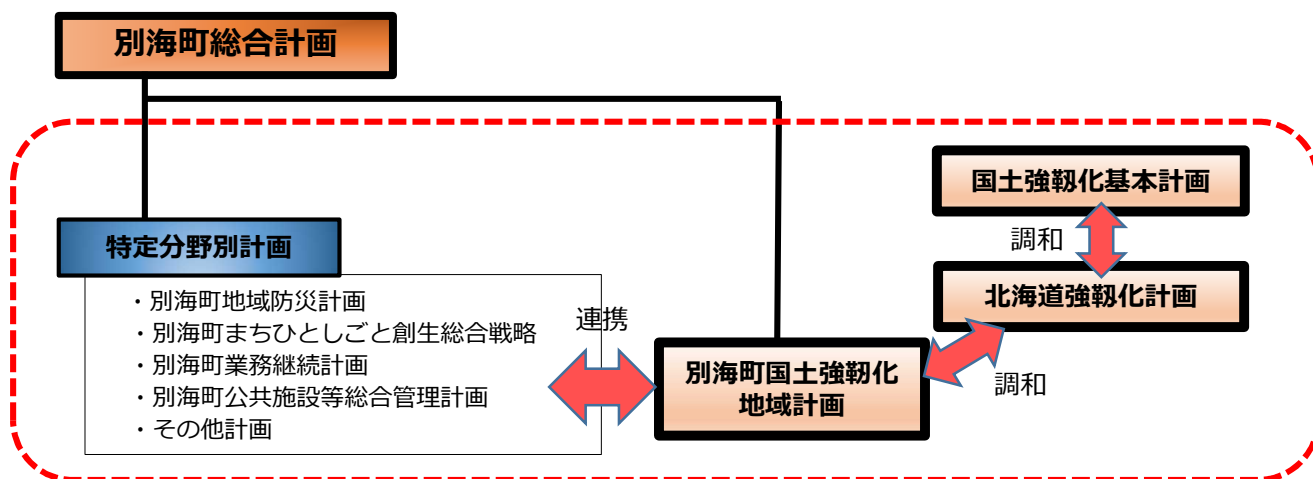 別海町総合計画
国土強靱化基本計画
特定分野別計画
調和
北海道強靱化計画
・別海町地域防災計画
・別海町まちひとしごと創生総合戦略
・別海町業務継続計画
・別海町公共施設等総合管理計画
・その他計画
連携
別海町国土強靭化
地域計画
調和